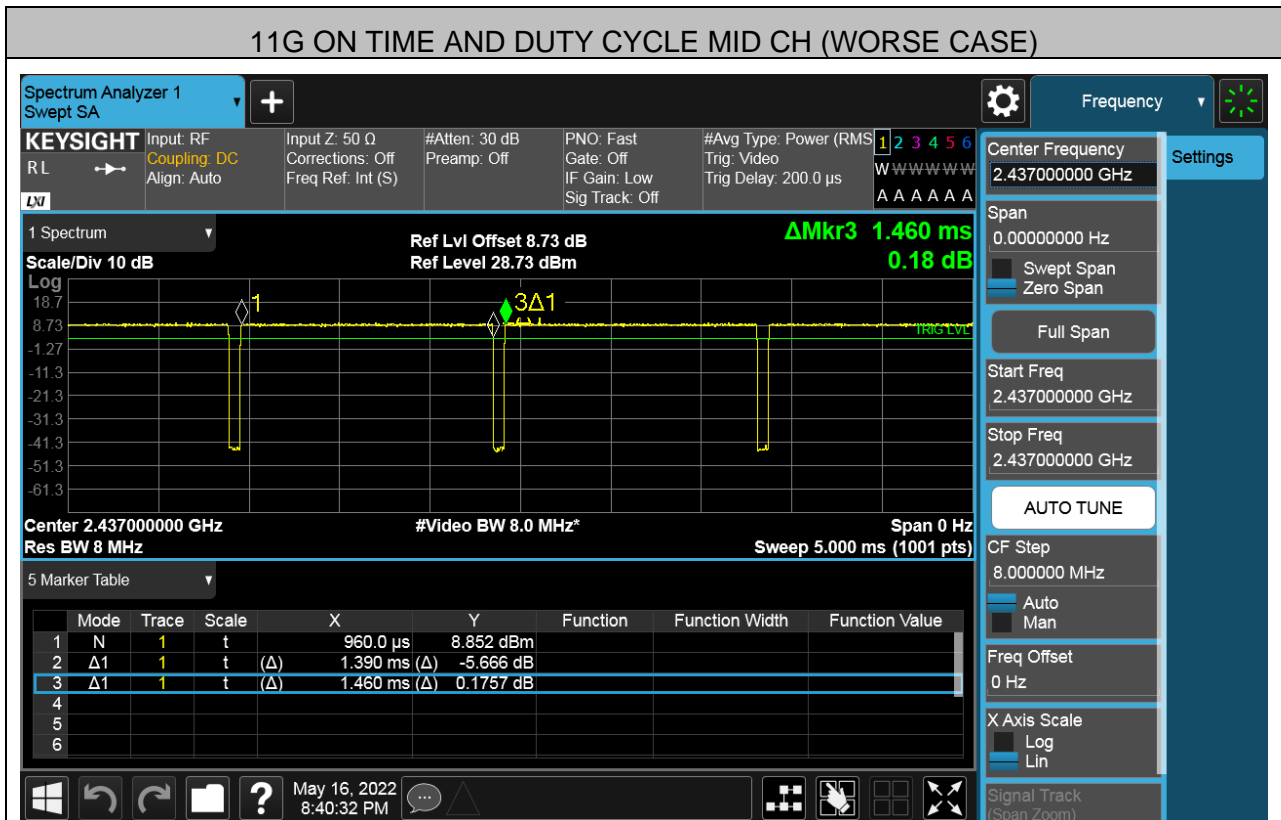 11G ON TIME AND DUTY CYCLE MID CH (WORSE CASE)
Spectrum Analyzer 1
Swept SA
+
Frequency
KEYSIGHT
RL
LXI
Input: RF
Coupling: DC
Align: Auto
Input Z: 50 Ω
Corrections: Off
Freq Ref: Int (S)
#Atten: 30 dB
Preamp: Off
PNO: Fast
Gate: Off
IF Gain: Low
Sig Track: Off
#Avg Type: Power (RMS
Trig: Video
Trig Delay: 200.0 µs
1 2 3 4 5 6
W W W W W W
A A A A A A
Center Frequency
2.437000000 GHz
Settings
Span
0.00000000 Hz
Swept Span
Zero Span
Full Span
Start Freq
2.437000000 GHz
Stop Freq
2.437000000 GHz
AUTO TUNE
CF Step
8.000000 MHz
Auto
Man
Freq Offset
0 Hz
X Axis Scale
Log
Lin
Signal Track
(Span Zoom)
1 Spectrum
Scale/Div 10 dB
Ref Lvl Offset 8.73 dB
Ref Level 28.73 dBm
ΔMkr3 1.460 ms
0.18 dB
Log
1
3Δ1
18.7
8.73
TRIG LVL
-1.27
-11.3
-21.3
-31.3
-41.3
-51.3
-61.3
Center 2.437000000 GHz #Video BW 8.0 MHz* Span 0 Hz
Res BW 8 MHz Sweep 5.000 ms (1001 pts)
5 Marker Table
Mode Trace Scale X Y Function Function Width Function Value
1 N 1 t 960.0 µs 8.852 dBm
2 Δ1 1 t (Δ) 1.390 ms (Δ) -5.666 dB
3 Δ1 1 t (Δ) 1.460 ms (Δ) 0.1757 dB
4
5
6
?
May 16, 2022
8:40:32 PM